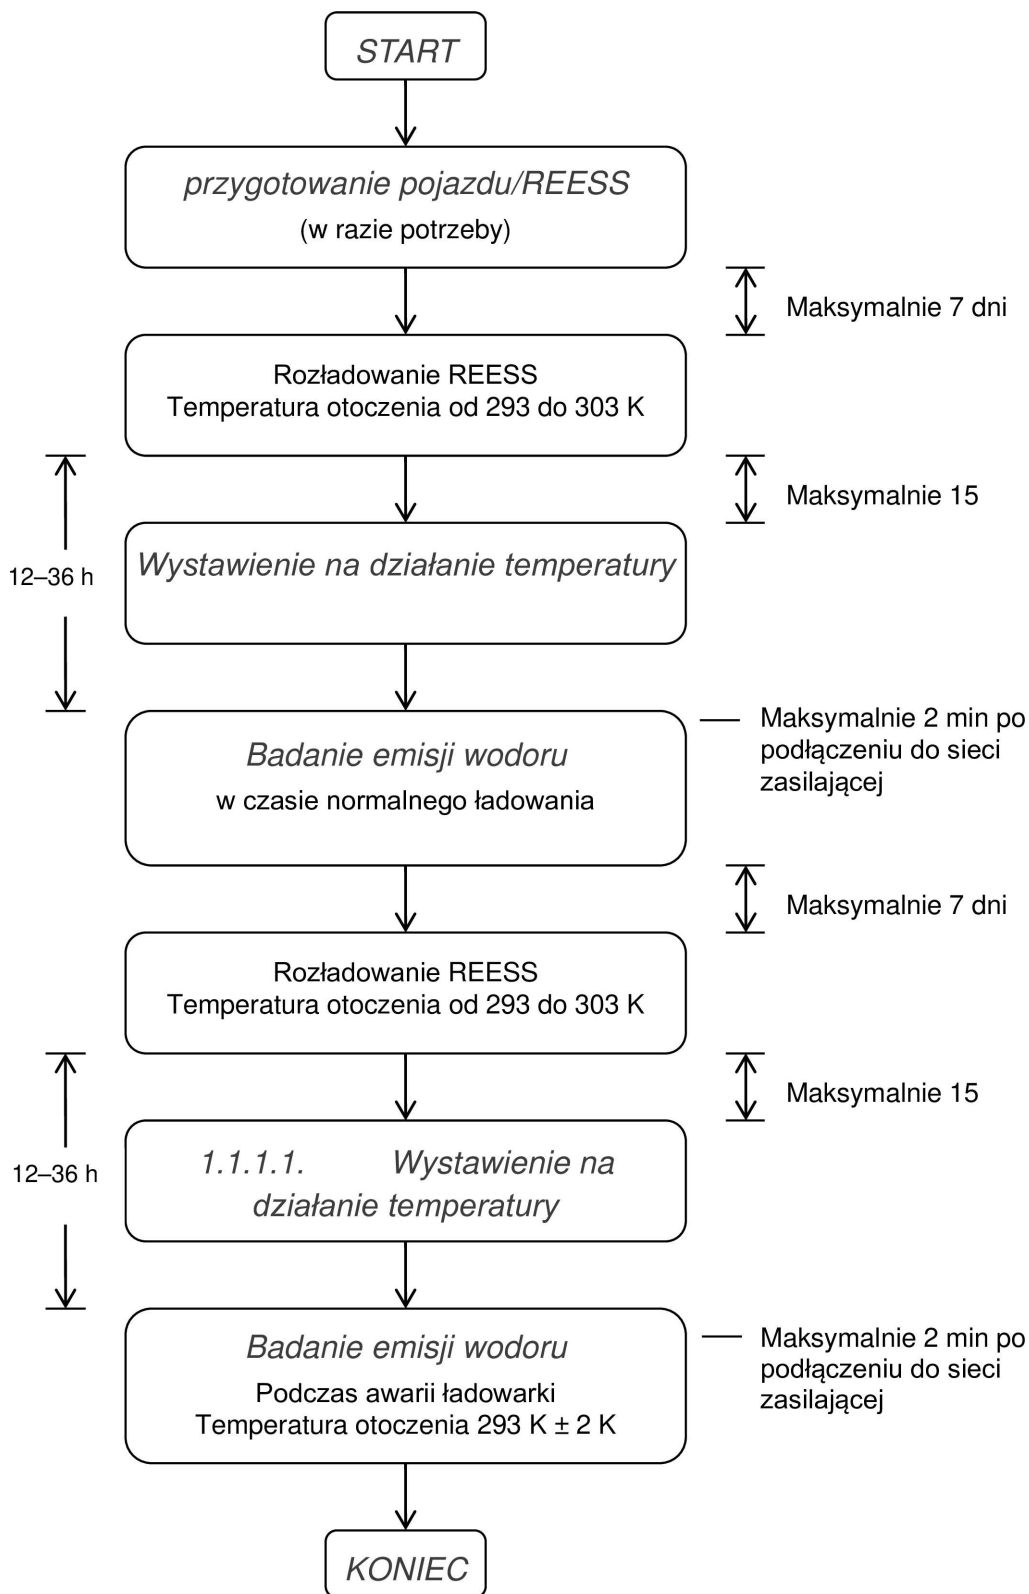 START
przygotowanie pojazdu/REESS
(w razie potrzeby)
Maksymalnie 7 dni
Rozładowanie REESS
Temperatura otoczenia od 293 do 303 K
Maksymalnie 15
Wystawienie na działanie temperatury
12–36 h
Maksymalnie 2 min po
podłączeniu do sieci
zasilającej
Badanie emisji wodoru
w czasie normalnego ładowania
Maksymalnie 7 dni
Rozładowanie REESS
Temperatura otoczenia od 293 do 303 K
Maksymalnie 15
1.1.1.1. Wystawienie na
działanie temperatury
12–36 h
Badanie emisji wodoru
Podczas awarii ładowarki
Temperatura otoczenia 293 K ± 2 K
Maksymalnie 2 min po
podłączeniu do sieci
zasilającej
KONIEC